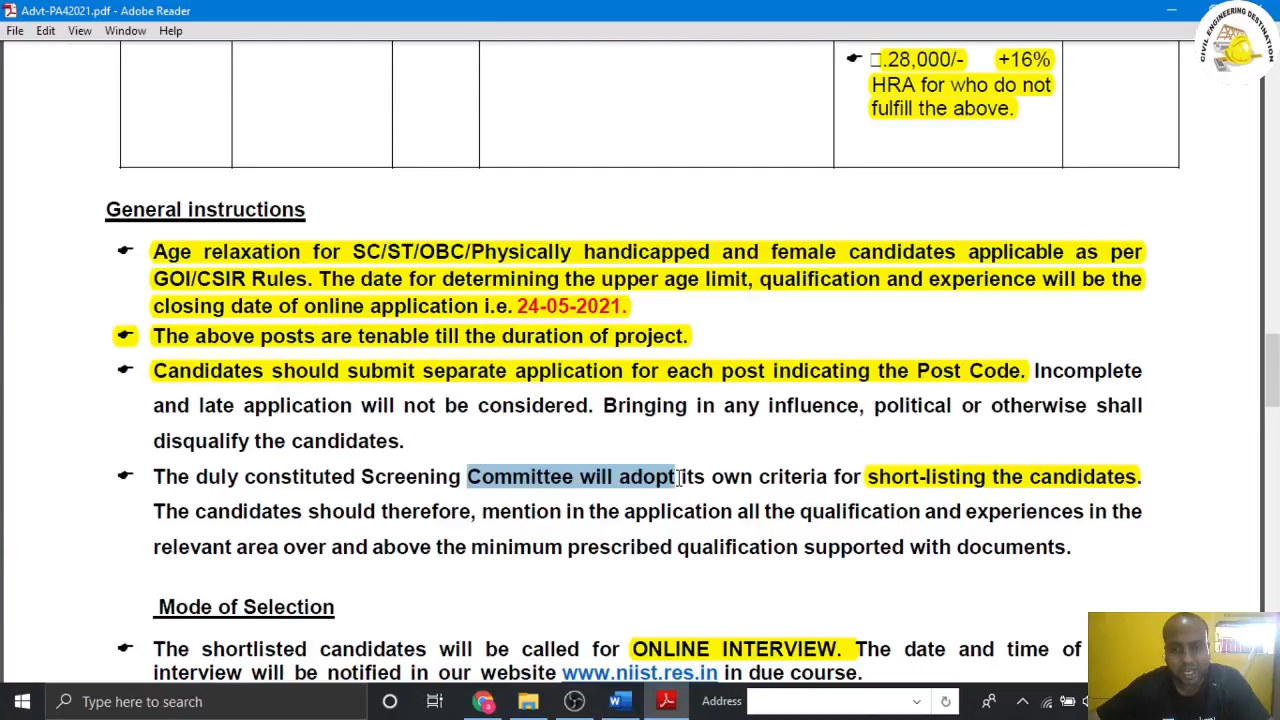 Advt-PA42021.pdf - Adobe Reader
File Edit View Window Help
CIVIL ENGINEERING DESTINATION
□.28,000/- +16%
HRA for who do not
fulfill the above.
General instructions
Age relaxation for SC/ST/OBC/Physically handicapped and female candidates applicable as per
GOI/CSIR Rules. The date for determining the upper age limit, qualification and experience will be the
closing date of online application i.e. 24-05-2021.
The above posts are tenable till the duration of project.
Candidates should submit separate application for each post indicating the Post Code. Incomplete
and late application will not be considered. Bringing in any influence, political or otherwise shall
disqualify the candidates.
The duly constituted Screening Committee will adopt its own criteria for short-listing the candidates.
The candidates should therefore, mention in the application all the qualification and experiences in the
relevant area over and above the minimum prescribed qualification supported with documents.
Mode of Selection
The shortlisted candidates will be called for ONLINE INTERVIEW. The date and time of
interview will be notified in our website www.niist.res.in in due course.
Type here to search
Address